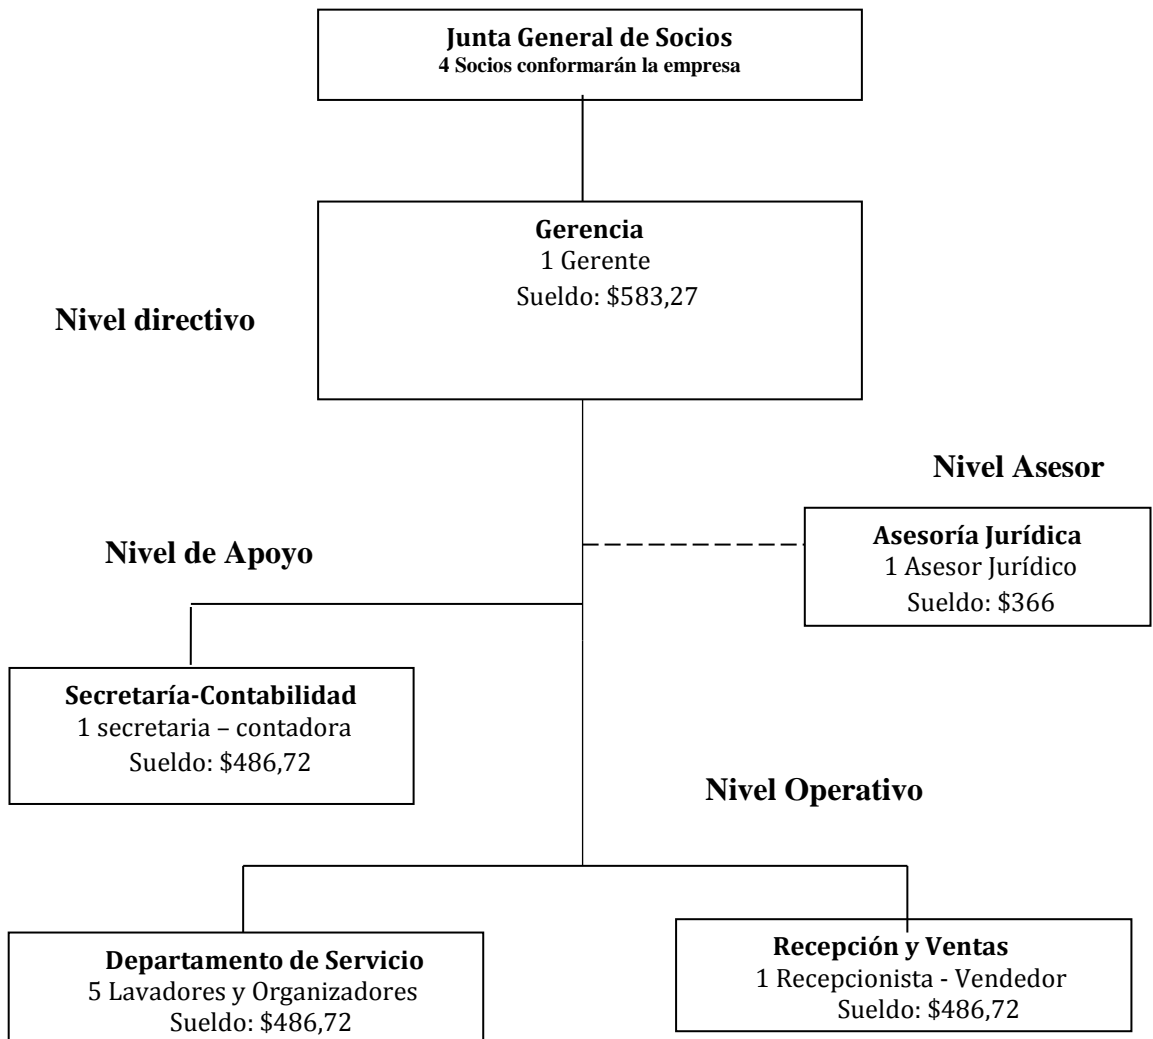 Junta General de Socios
4 Socios conformarán la empresa
Gerencia
1 Gerente
Sueldo: $583,27
Nivel directivo
Nivel Asesor
Asesoría Jurídica
1 Asesor Jurídico
Sueldo: $366
Nivel de Apoyo
Secretaría-Contabilidad
1 secretaria – contadora
Sueldo: $486,72
Nivel Operativo
Departamento de Servicio
5 Lavadores y Organizadores
Sueldo: $486,72
Recepción y Ventas
1 Recepcionista - Vendedor
Sueldo: $486,72